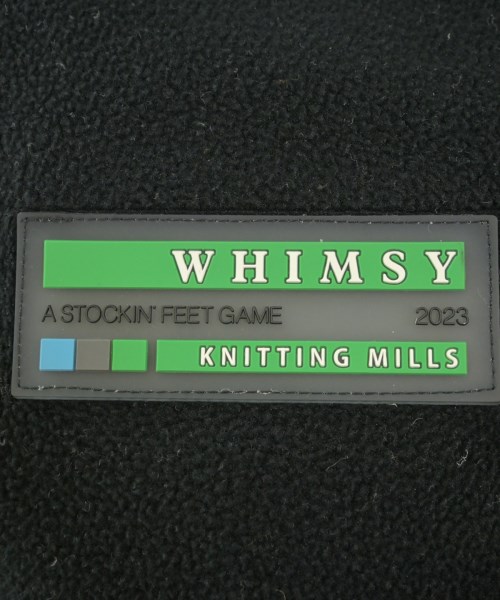 WHIMSY
A STOCKIN' FEET GAME 2023
KNITTING MILLS